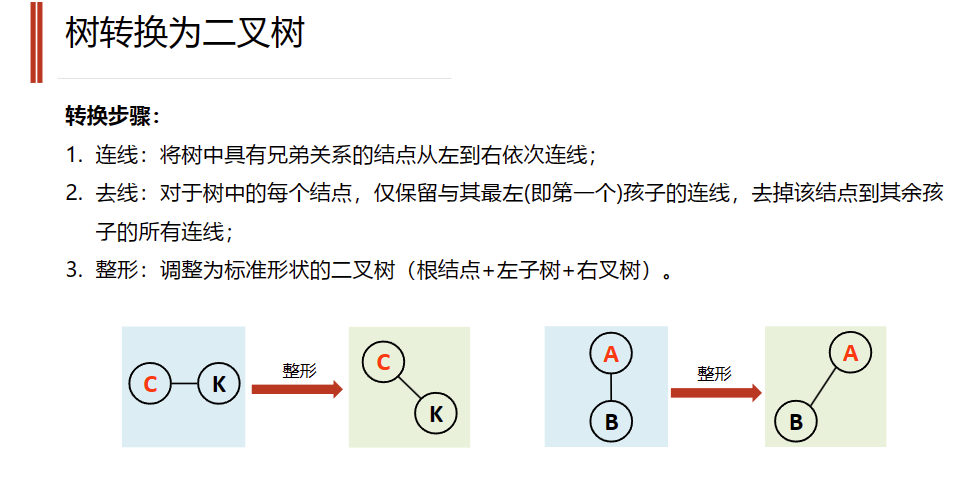 树转换为二叉树
转换步骤：
1. 连线：将树中具有兄弟关系的结点从左到右依次连线；
2. 去线：对于树中的每个结点，仅保留与其最左(即第一个)孩子的连线，去掉该结点到其余孩
子的所有连线；
3. 整形：调整为标准形状的二叉树（根结点+左子树+右叉树）。
C K
整形
C
K
A
B
整形
A
B